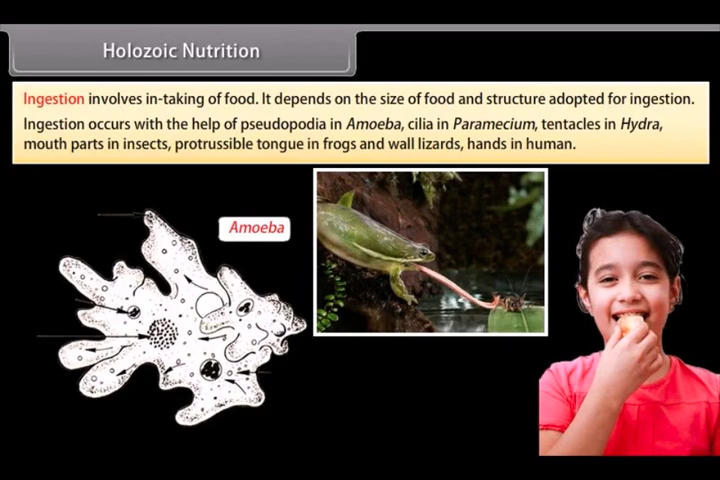 Holozoic Nutrition
Ingestion involves in-taking of food. It depends on the size of food and structure adopted for ingestion.
Ingestion occurs with the help of pseudopodia in Amoeba, cilia in Paramecium, tentacles in Hydra,
mouth parts in insects, protrussible tongue in frogs and wall lizards, hands in human.
Amoeba